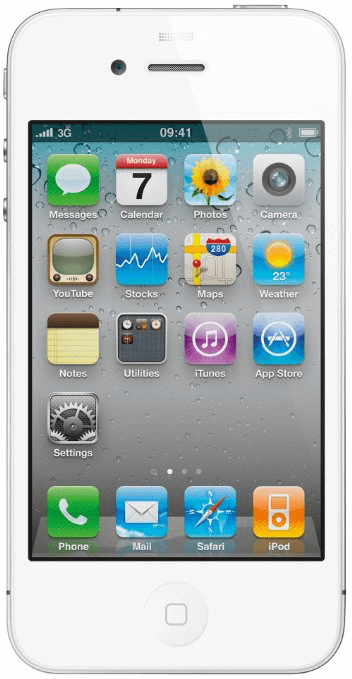 3G 09:41
Monday
7
280
23°
Messages Calendar Photos Camera
YouTube Stocks Maps Weather
Notes Utilities iTunes App Store
Settings
Phone Mail Safari iPod